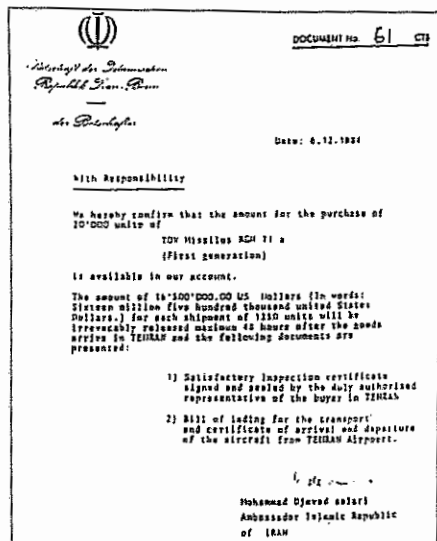 DOCUMENT No. 61 CTS
Botschaft der Islamischen
Republik Iran - Bonn
der Botschafter
Date: 6.12.1984
With Responsibility
We hereby confirm that the amount for the purchase of
20'000 units of
TOW Missiles BGM 71 a
(First generation)
is available in our account.
The amount of 16'500'000.00 US Dollars (In words:
Sixteen million five hundred thousand united States
Dollars.) for each shipment of 1250 units will be
irrevocably released maximum 48 hours after the goods
arrive in TEHRAN and the following documents are
presented:
1) Satisfactory Inspection certificate
signed and sealed by the duly authorised
representative of the buyer in TEHRAN
2) Bill of lading for the transport
and certificate of arrival and departure
of the aircraft from TEHRAN Airpoert.
Mohammad Djavad salari
Ambassador Islamic Republic
of IRAN